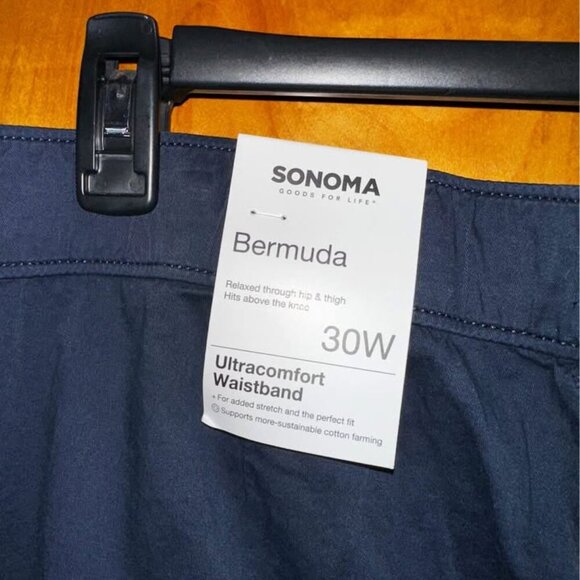 SONOMA
GOODS FOR LIFE®
Bermuda
Relaxed through hip & thigh
Hits above the knee
30W
Ultracomfort
Waistband
+ For added stretch and the perfect fit
Supports more-sustainable cotton farming